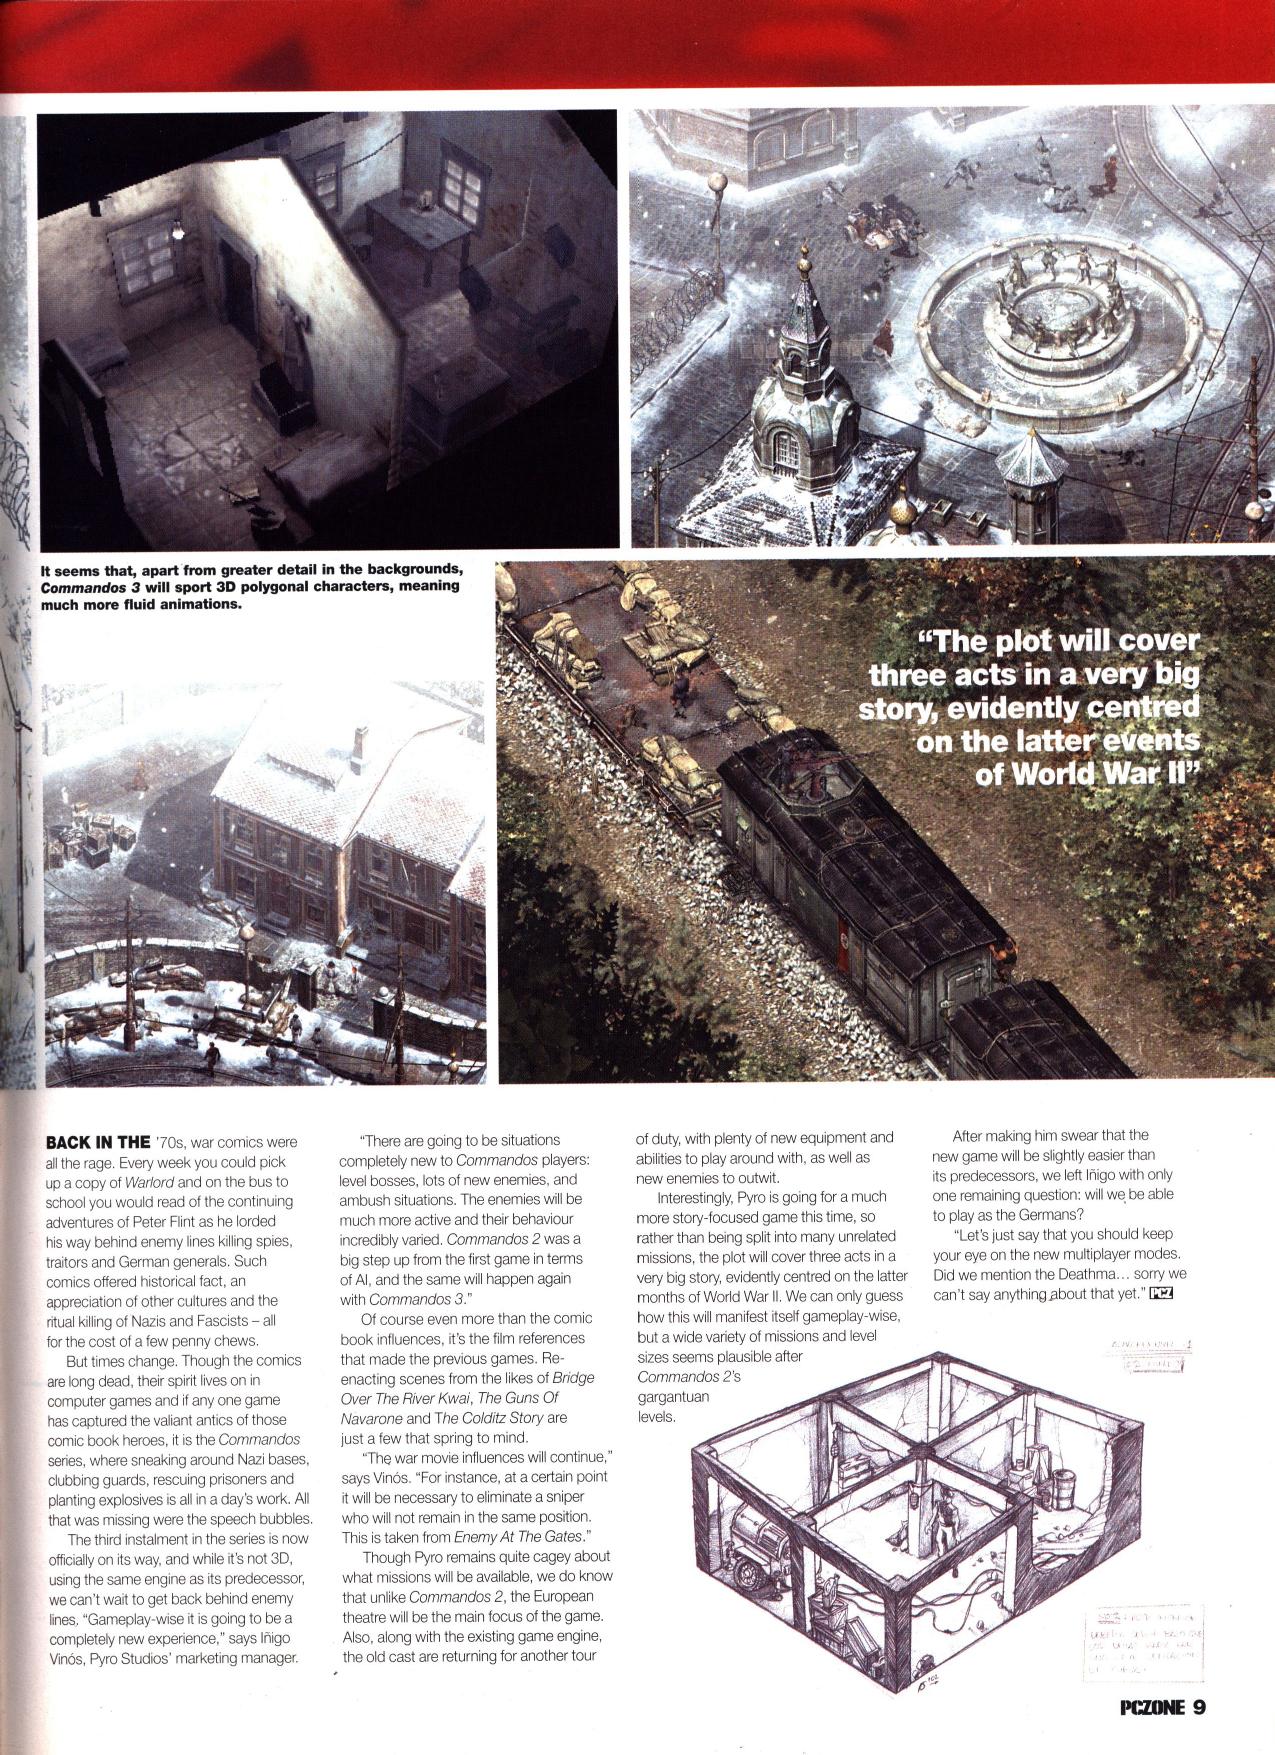 It seems that, apart from greater detail in the backgrounds,
Commandos 3 will sport 3D polygonal characters, meaning
much more fluid animations.
“The plot will cover
three acts in a very big
story, evidently centred
on the latter events
of World War II”
BACK IN THE ’70s, war comics were
all the rage. Every week you could pick
up a copy of Warlord and on the bus to
school you would read of the continuing
adventures of Peter Flint as he lorded
his way behind enemy lines killing spies,
traitors and German generals. Such
comics offered historical fact, an
appreciation of other cultures and the
ritual killing of Nazis and Fascists – all
for the cost of a few penny chews.
But times change. Though the comics
are long dead, their spirit lives on in
computer games and if any one game
has captured the valiant antics of those
comic book heroes, it is the Commandos
series, where sneaking around Nazi bases,
clubbing guards, rescuing prisoners and
planting explosives is all in a day’s work. All
that was missing were the speech bubbles.
The third instalment in the series is now
officially on its way, and while it’s not 3D,
using the same engine as its predecessor,
we can’t wait to get back behind enemy
lines. “Gameplay-wise it is going to be a
completely new experience,” says Iñigo
Vinós, Pyro Studios’ marketing manager.
“There are going to be situations
completely new to Commandos players:
level bosses, lots of new enemies, and
ambush situations. The enemies will be
much more active and their behaviour
incredibly varied. Commandos 2 was a
big step up from the first game in terms
of AI, and the same will happen again
with Commandos 3.”
Of course even more than the comic
book influences, it’s the film references
that made the previous games. Re-
enacting scenes from the likes of Bridge
Over The River Kwai, The Guns Of
Navarone and The Colditz Story are
just a few that spring to mind.
“The war movie influences will continue,”
says Vinós. “For instance, at a certain point
it will be necessary to eliminate a sniper
who will not remain in the same position.
This is taken from Enemy At The Gates.”
Though Pyro remains quite cagey about
what missions will be available, we do know
that unlike Commandos 2, the European
theatre will be the main focus of the game.
Also, along with the existing game engine,
the old cast are returning for another tour
of duty, with plenty of new equipment and
abilities to play around with, as well as
new enemies to outwit.
Interestingly, Pyro is going for a much
more story-focused game this time, so
rather than being split into many unrelated
missions, the plot will cover three acts in a
very big story, evidently centred on the latter
months of World War II. We can only guess
how this will manifest itself gameplay-wise,
but a wide variety of missions and level
sizes seems plausible after
Commandos 2’s
gargantuan
levels.
After making him swear that the
new game will be slightly easier than
its predecessors, we left Iñigo with only
one remaining question: will we be able
to play as the Germans?
“Let’s just say that you should keep
your eye on the new multiplayer modes.
Did we mention the Deathma... sorry we
can’t say anything about that yet.” PCZ
PCZONE 9